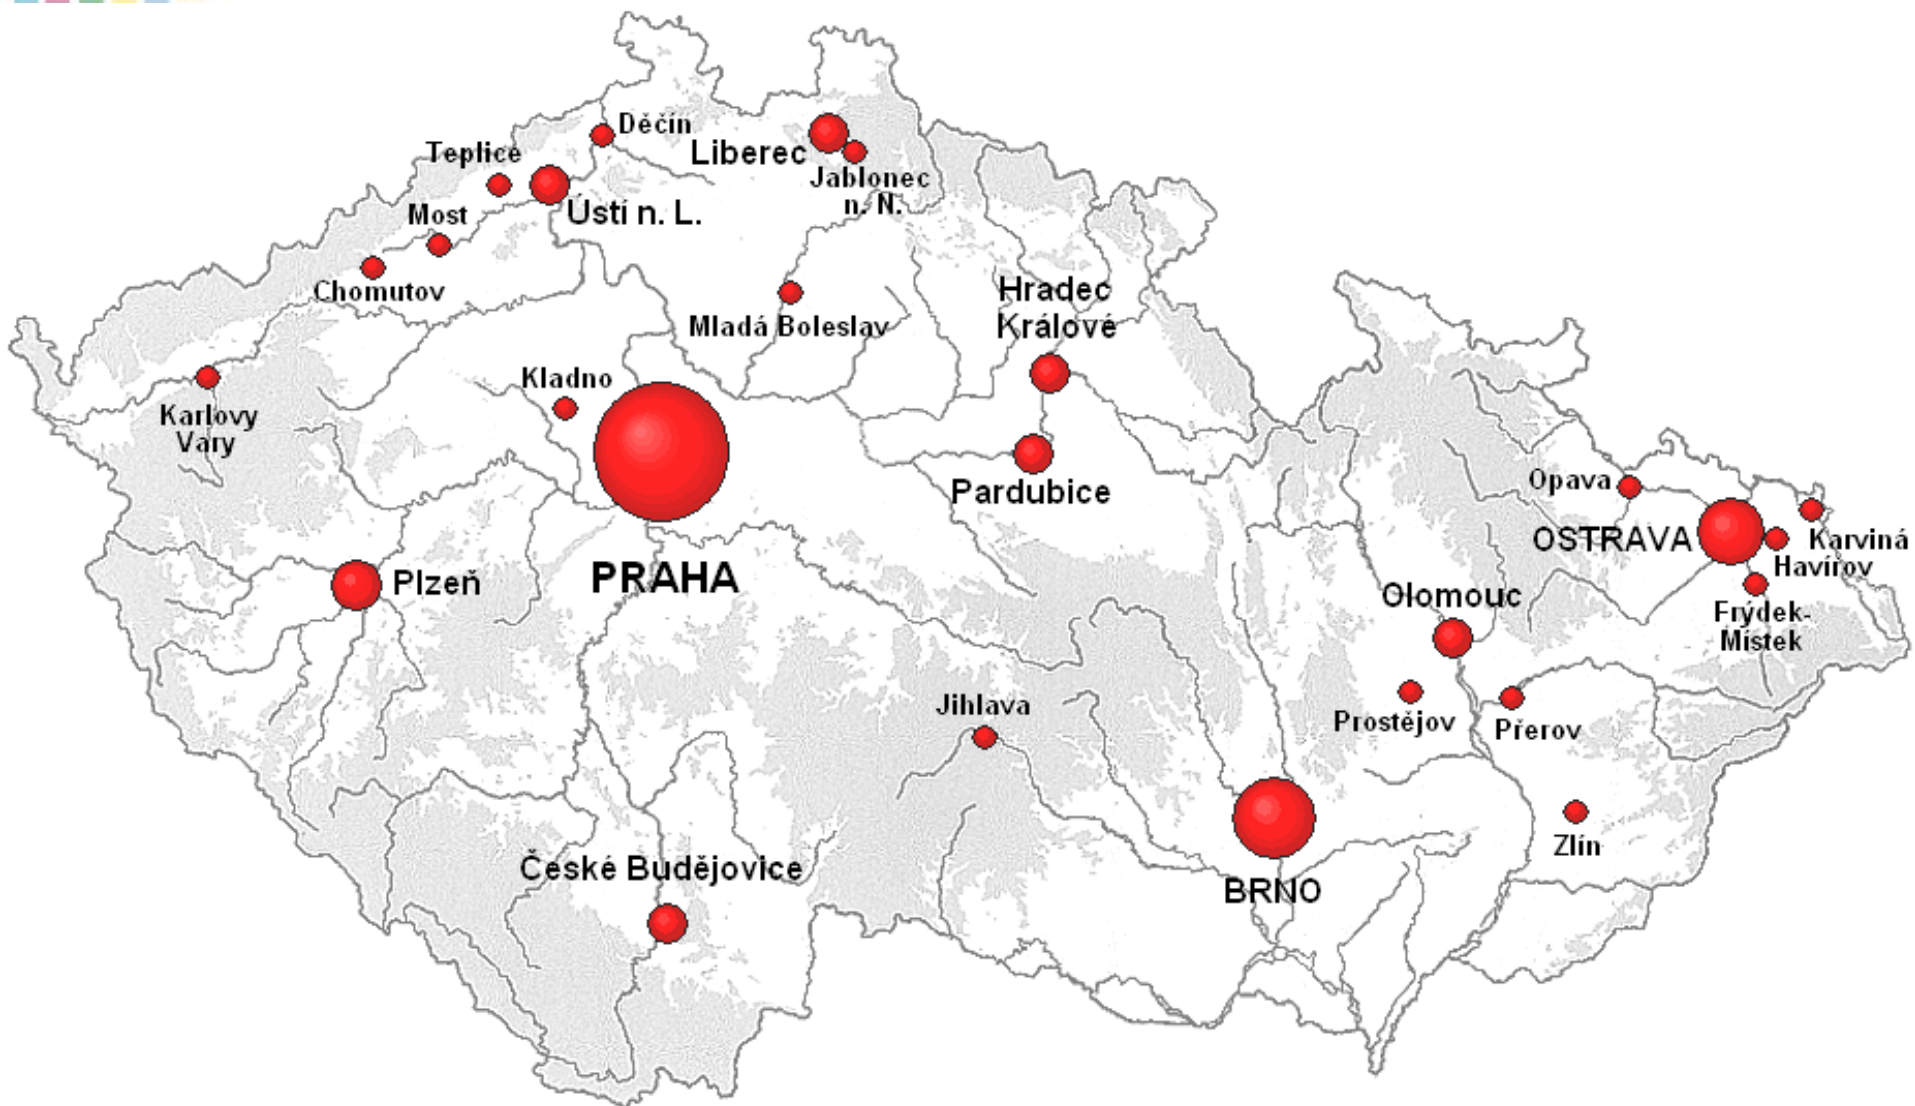 Děčín
Teplice
Liberec
Jablonec
n. N.
Most
Ústí n. L.
Chomutov
Hradec
Králové
Mladá Boleslav
Kladno
Karlovy
Vary
Pardubice
Opava
OSTRAVA
Karviná
Havířov
PRAHA
Plzeň
Olomouc
Frýdek-
Místek
Jihlava
Prostějov
Přerov
Zlín
České Budějovice
BRNO